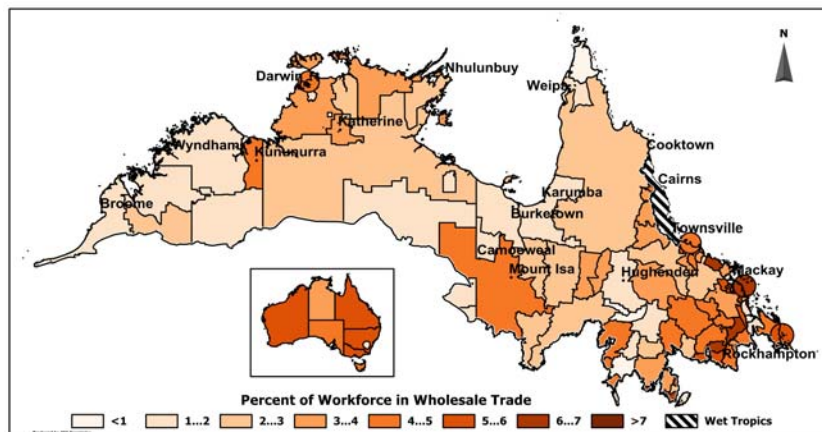 N
Nhulunbuy
Darwin
Weipa
Katherine
Wyndham
Kununurra
Cooktown
Cairns
Karumba
Broome
Burketown
Townsville
Camooweal
Mount Isa
Hughenden
Mackay
Rockhampton
Percent of Workforce in Wholesale Trade
<1 1...2 2...3 3...4 4...5 5...6 6...7 >7 Wet Tropics